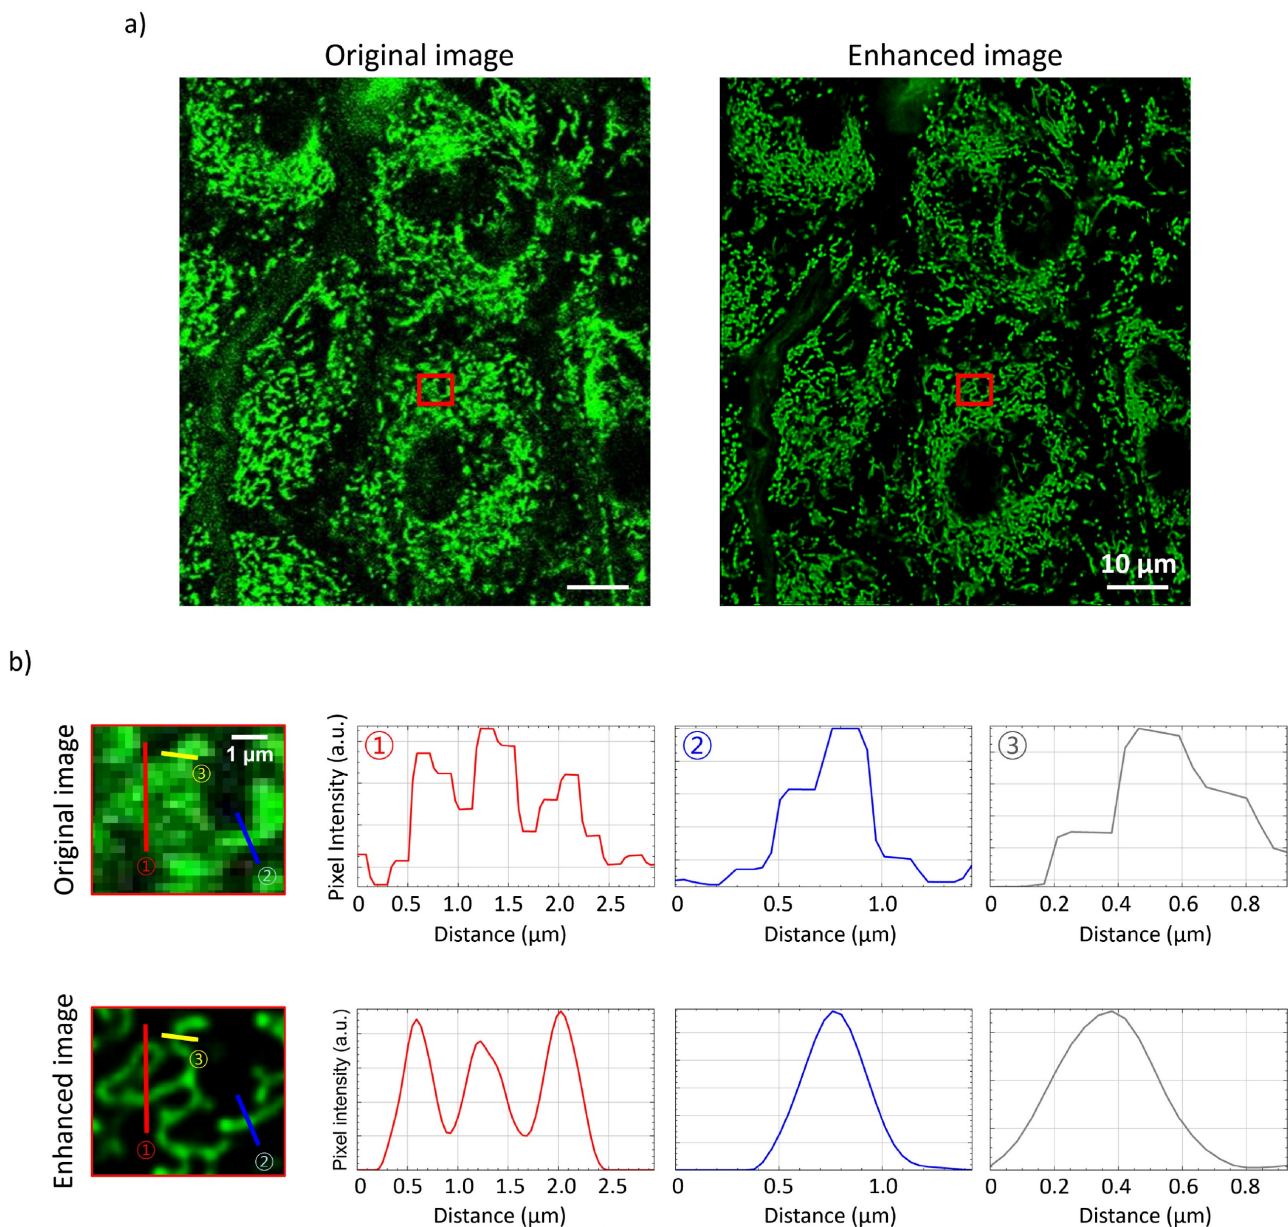 a)
Original image
Enhanced image
10 µm
b)
Original image
1 µm
③
①
②
Pixel Intensity (a.u.)
①
0 0.5 1.0 1.5 2.0 2.5
Distance (µm)
②
0 0.5 1.0
Distance (µm)
③
0 0.2 0.4 0.6 0.8
Distance (µm)
Enhanced image
③
①
②
Pixel intensity (a.u.)
0 0.5 1.0 1.5 2.0 2.5
Distance (µm)
0 0.5 1.0
Distance (µm)
0 0.2 0.4 0.6 0.8
Distance (µm)